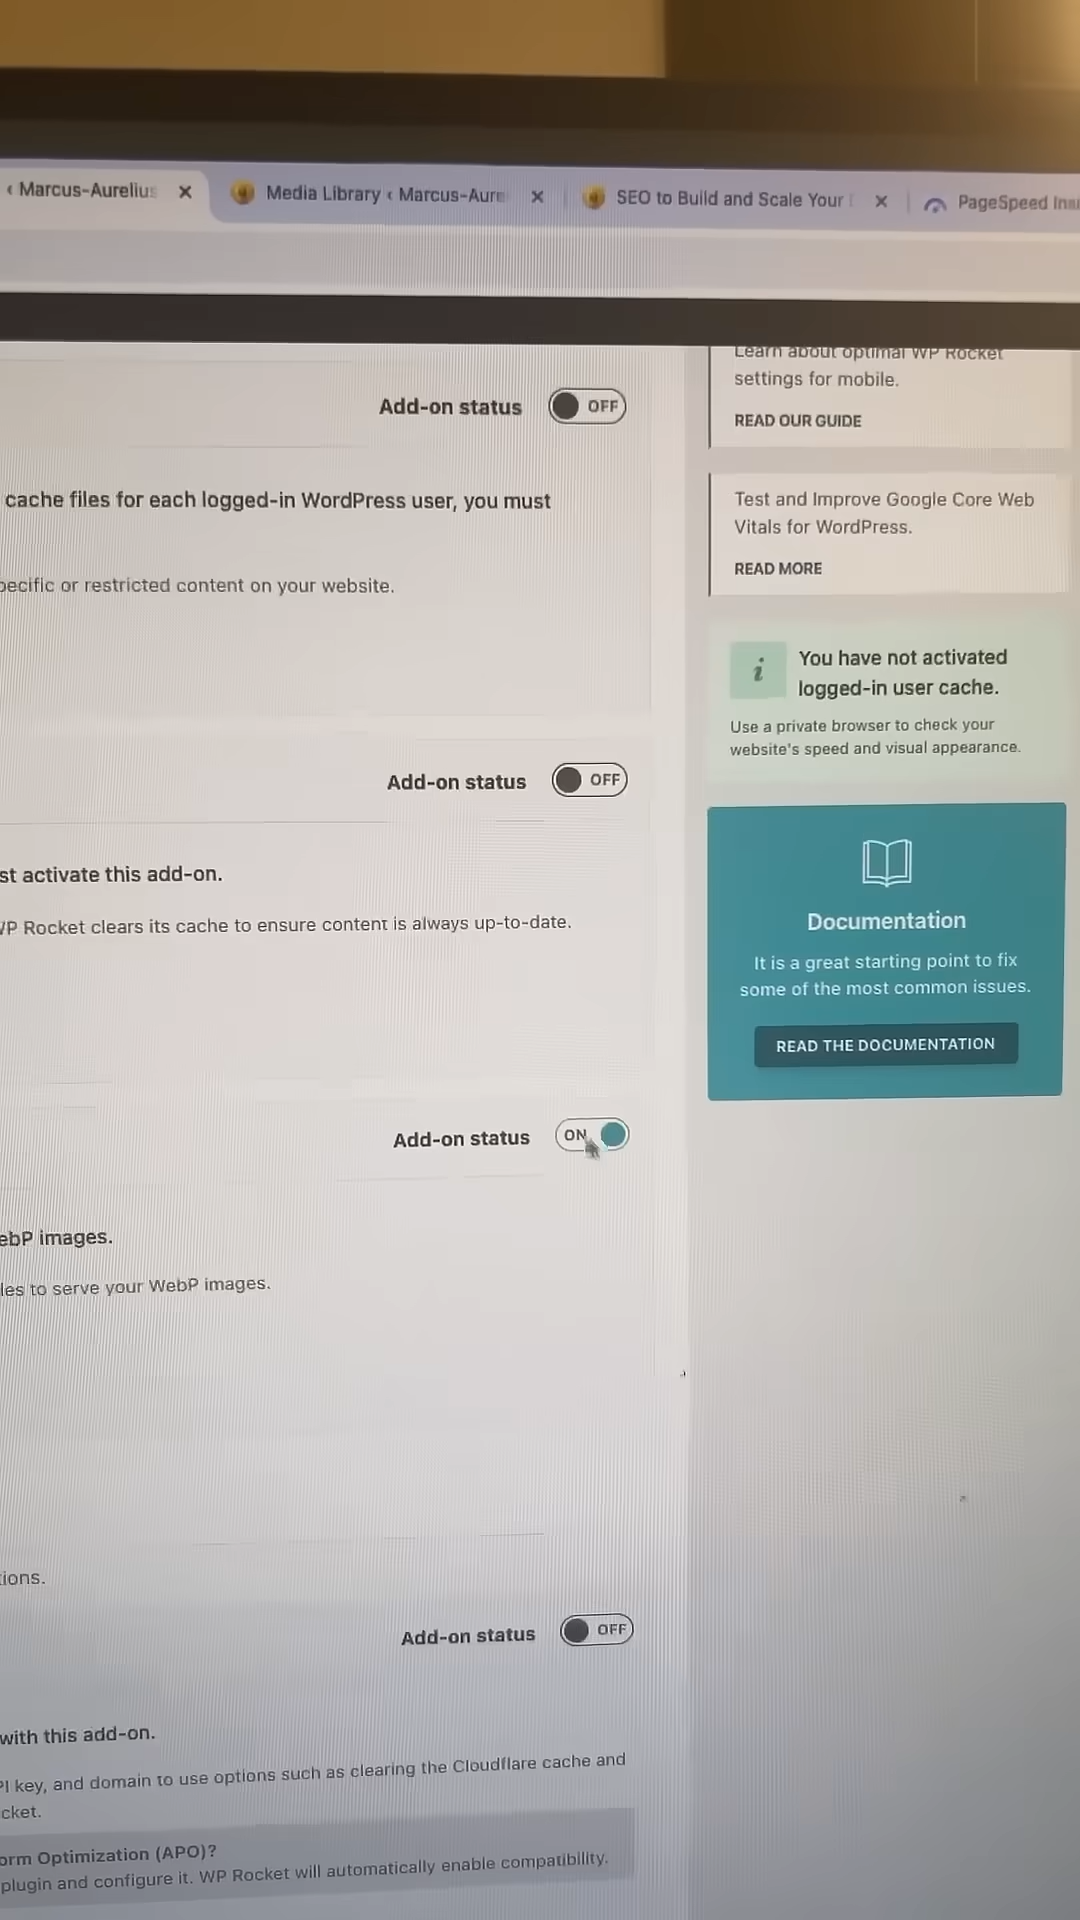 ‹ Marcus-Aurelius
Media Library ‹ Marcus-Aure
SEO to Build and Scale Your
PageSpeed Ins
Learn about optimal WP Rocket
settings for mobile.
READ OUR GUIDE
Add-on status OFF
cache files for each logged-in WordPress user, you must
pecific or restricted content on your website.
Test and Improve Google Core Web
Vitals for WordPress.
READ MORE
i
You have not activated
logged-in user cache.
Use a private browser to check your
website's speed and visual appearance.
Add-on status OFF
st activate this add-on.
WP Rocket clears its cache to ensure content is always up-to-date.
Documentation
It is a great starting point to fix
some of the most common issues.
READ THE DOCUMENTATION
Add-on status ON
ebP images.
les to serve your WebP images.
tions.
Add-on status OFF
with this add-on.
PI key, and domain to use options such as clearing the Cloudflare cache and
cket.
orm Optimization (APO)?
plugin and configure it. WP Rocket will automatically enable compatibility.